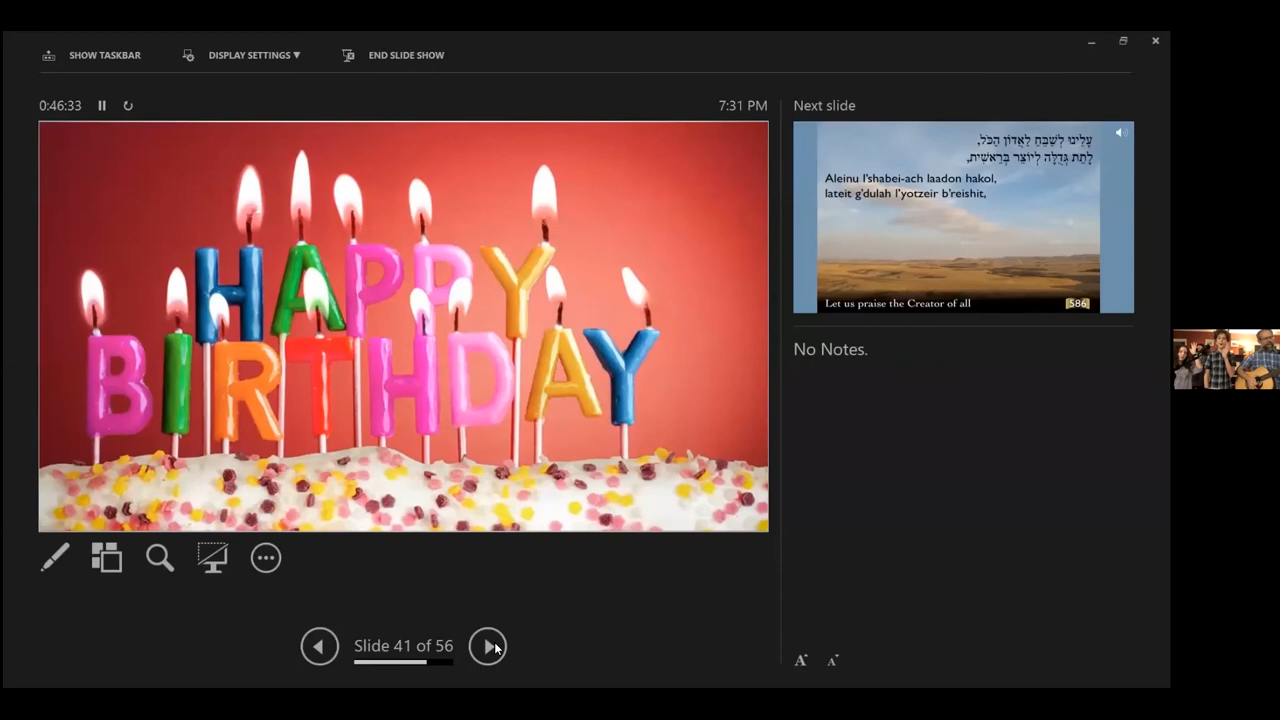 SHOW TASKBAR
DISPLAY SETTINGS ▼
END SLIDE SHOW
0:46:33
7:31 PM
HAPPY
BIRTHDAY
Slide 41 of 56
Next slide
עָלֵינוּ לְשַׁבֵּחַ לַאֲדוֹן הַכֹּל,
לָתֵת גְּדֻלָּה לְיוֹצֵר בְּרֵאשִׁית,
Aleinu l'shabei-ach laadon hakol,
lateit g'dulah l'yotzeir b'reishit,
Let us praise the Creator of all
586
No Notes.
A A